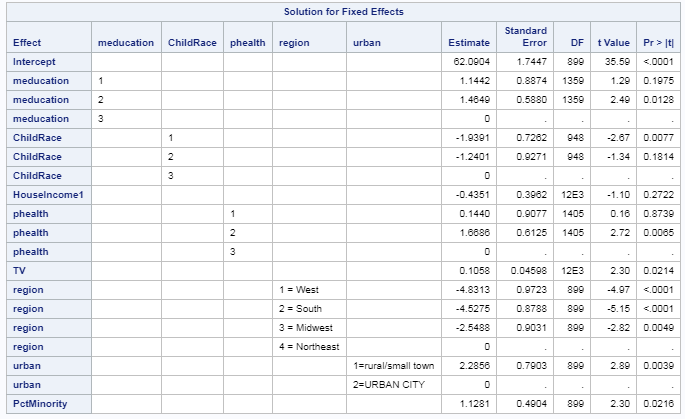 Solution for Fixed Effects
Effect meducation ChildRace phealth region urban Estimate Standard Error DF t Value Pr > |t|
Intercept 62.0904 1.7447 899 35.59 <.0001
meducation 1 1.1442 0.8874 1359 1.29 0.1975
meducation 2 1.4649 0.5880 1359 2.49 0.0128
meducation 3 0 . . . .
ChildRace 1 -1.9391 0.7262 948 -2.67 0.0077
ChildRace 2 -1.2401 0.9271 948 -1.34 0.1814
ChildRace 3 0 . . . .
HouseIncome1 -0.4351 0.3962 12E3 -1.10 0.2722
phealth 1 0.1440 0.9077 1405 0.16 0.8739
phealth 2 1.6686 0.6125 1405 2.72 0.0065
phealth 3 0 . . . .
TV 0.1058 0.04598 12E3 2.30 0.0214
region 1 = West -4.8313 0.9723 899 -4.97 <.0001
region 2 = South -4.5275 0.8788 899 -5.15 <.0001
region 3 = Midwest -2.5488 0.9031 899 -2.82 0.0049
region 4 = Northeast 0 . . . .
urban 1=rural/small town 2.2856 0.7903 899 2.89 0.0039
urban 2=URBAN CITY 0 . . . .
PctMinority 1.1281 0.4904 899 2.30 0.0216